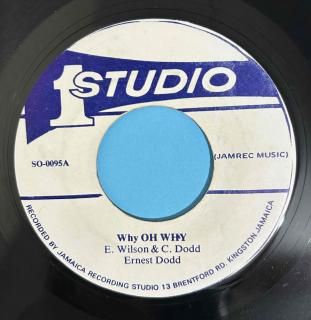 1 STUDIO
SO-0095A
(JAMREC MUSIC)
Why OH WHY
E. Wilson & C. Dodd
Ernest Dodd
RECORDED BY JAMAICA RECORDING STUDIO 13 BRENTFORD RD. KINGSTON JAMAICA